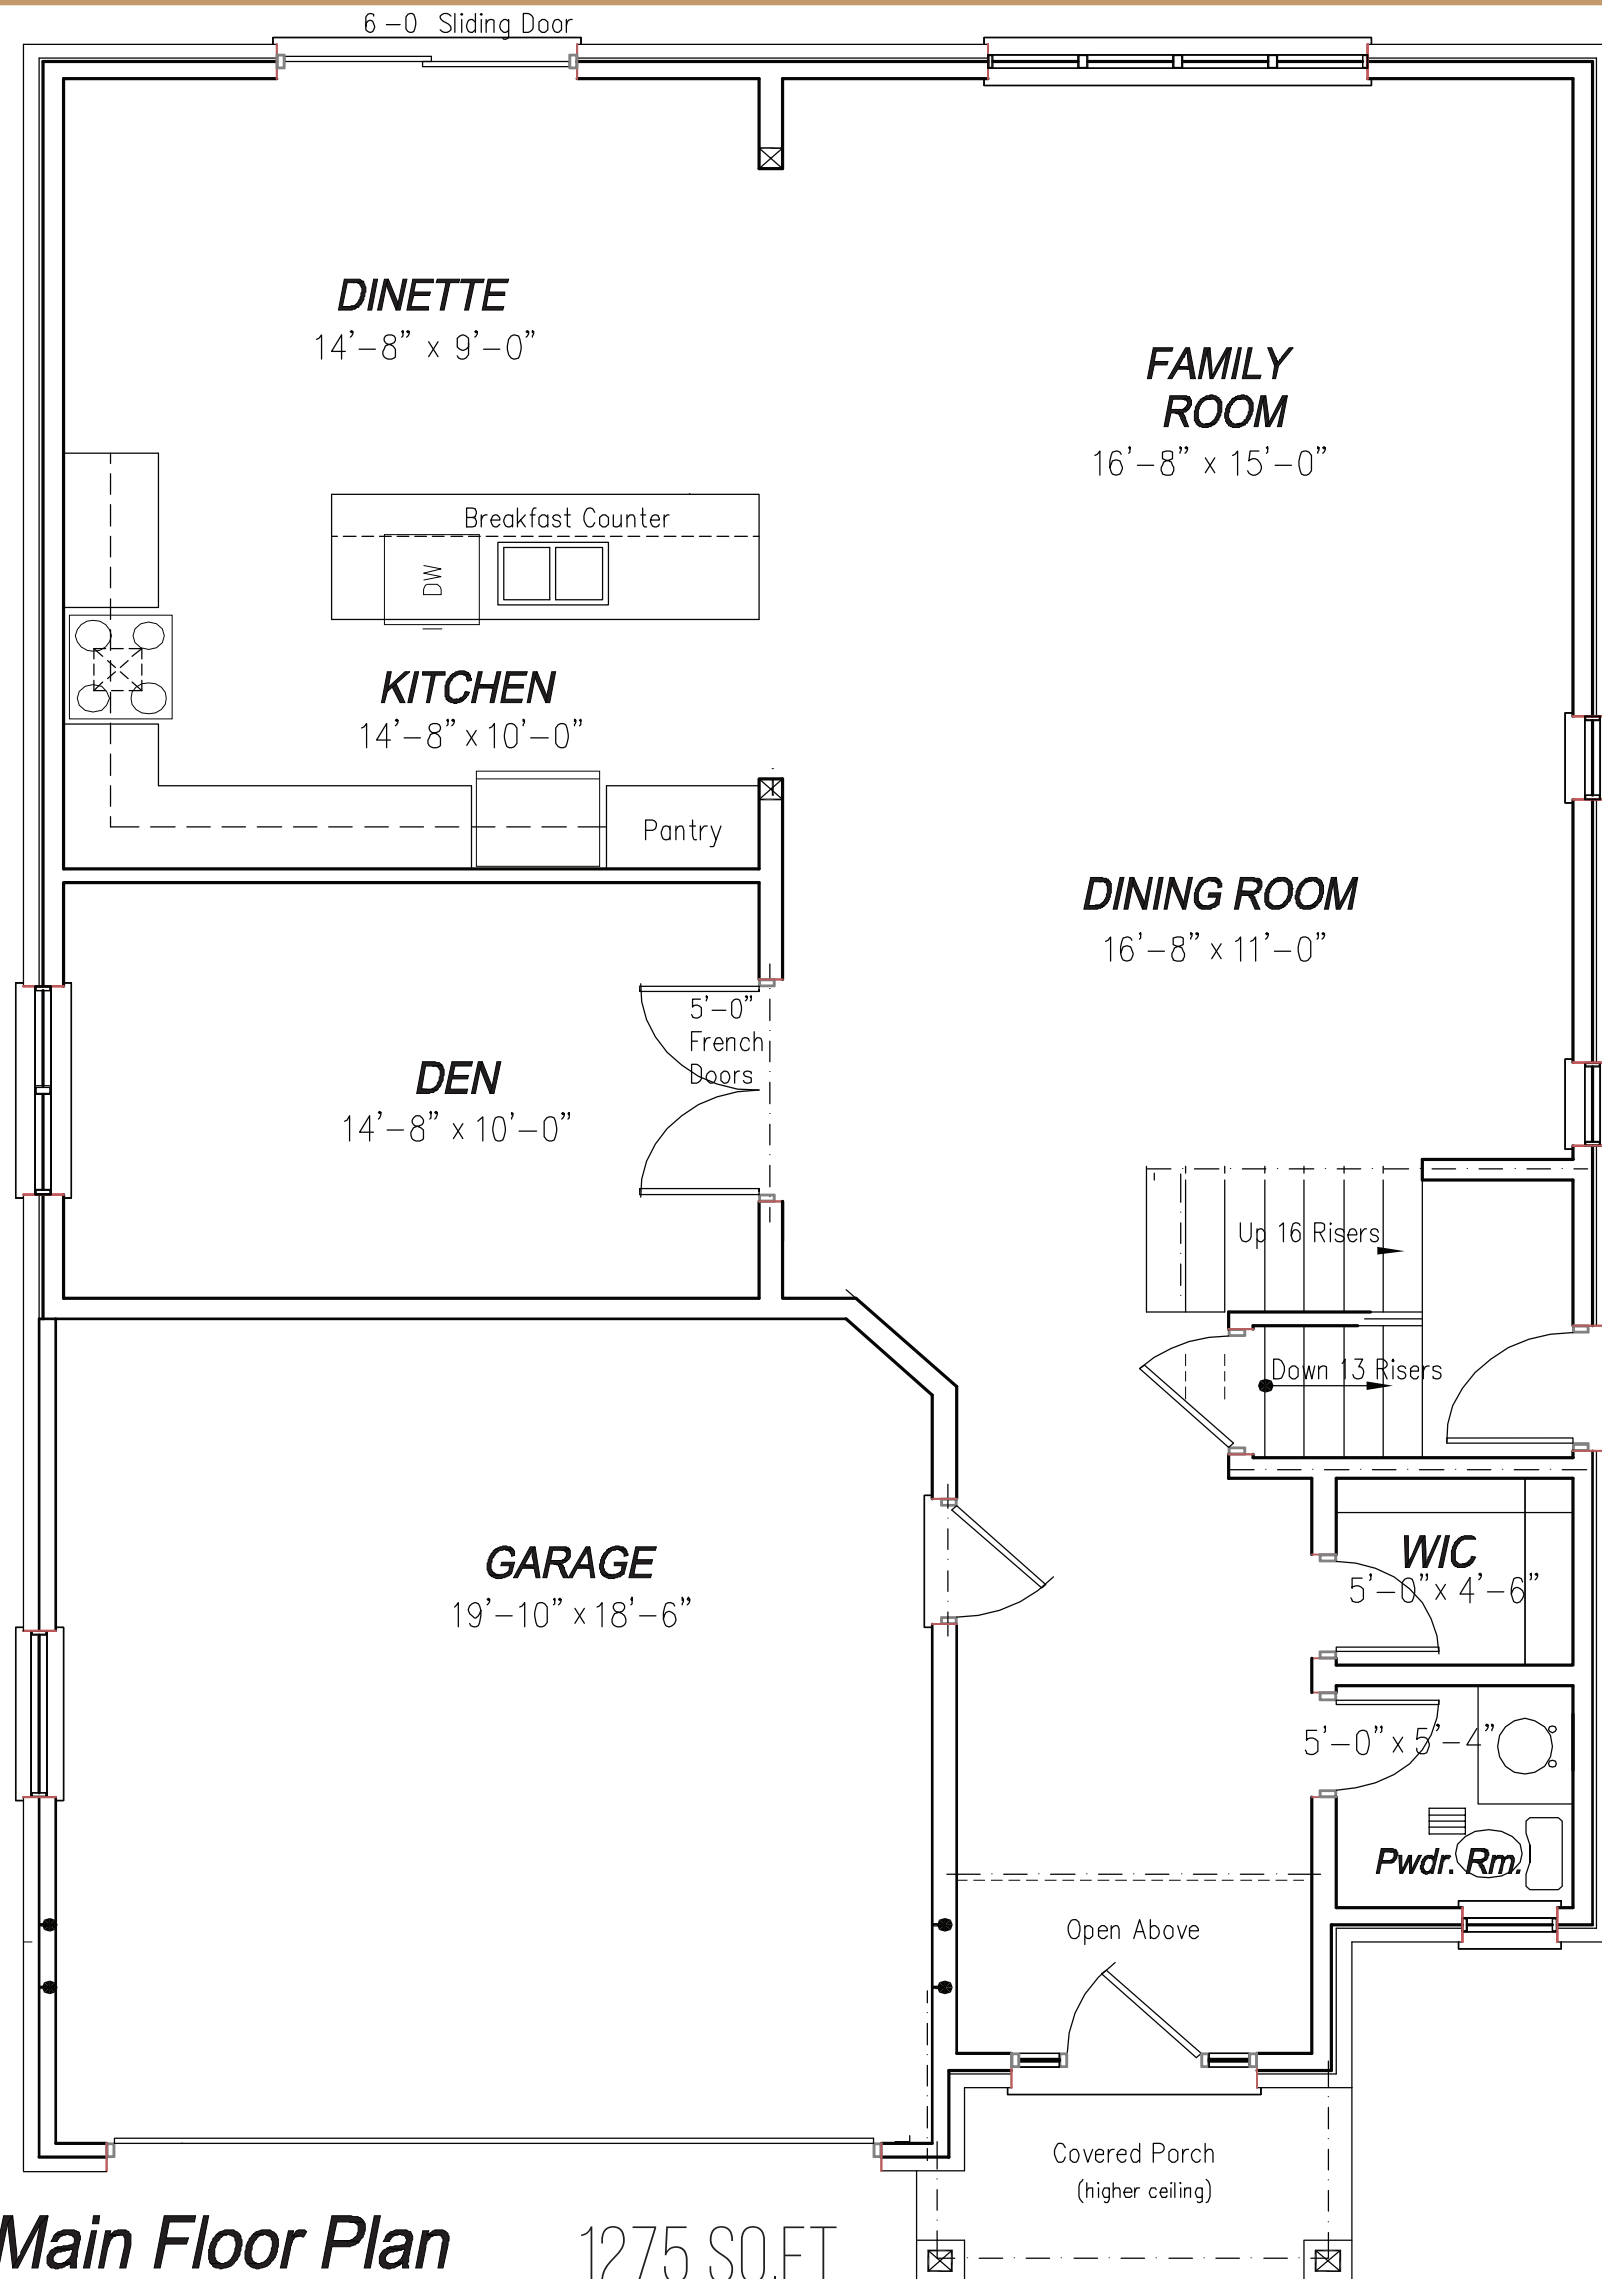 6-0 Sliding Door
DINETTE
14'-8" x 9'-0"
FAMILY
ROOM
16'-8" x 15'-0"
Breakfast Counter
DW
KITCHEN
14'-8" x 10'-0"
Pantry
DINING ROOM
16'-8" x 11'-0"
5'-0"
French
Doors
DEN
14'-8" x 10'-0"
Up 16 Risers
Down 13 Risers
GARAGE
19'-10" x 18'-6"
WIC
5'-0" x 4'-6"
5'-0" x 5'-4"
Pwdr. Rm.
Open Above
Covered Porch
(higher ceiling)
Main Floor Plan
1275 SQ.FT